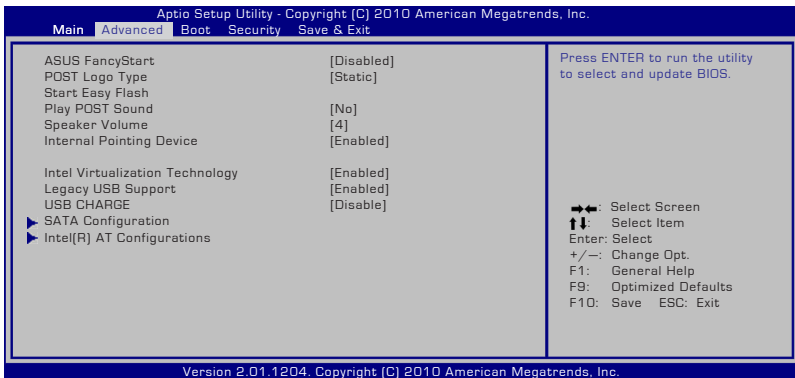 Aptio Setup Utility - Copyright (C) 2010 American Megatrends, Inc.
Main Advanced Boot Security Save & Exit
ASUS FancyStart [Disabled]
POST Logo Type [Static]
Start Easy Flash
Play POST Sound [No]
Speaker Volume [4]
Internal Pointing Device [Enabled]
Intel Virtualization Technology [Enabled]
Legacy USB Support [Enabled]
USB CHARGE [Disable]
SATA Configuration
Intel(R) AT Configurations
Press ENTER to run the utility
to select and update BIOS.
→←: Select Screen
↑↓: Select Item
Enter: Select
+/—: Change Opt.
F1: General Help
F9: Optimized Defaults
F10: Save ESC: Exit
Version 2.01.1204. Copyright (C) 2010 American Megatrends, Inc.